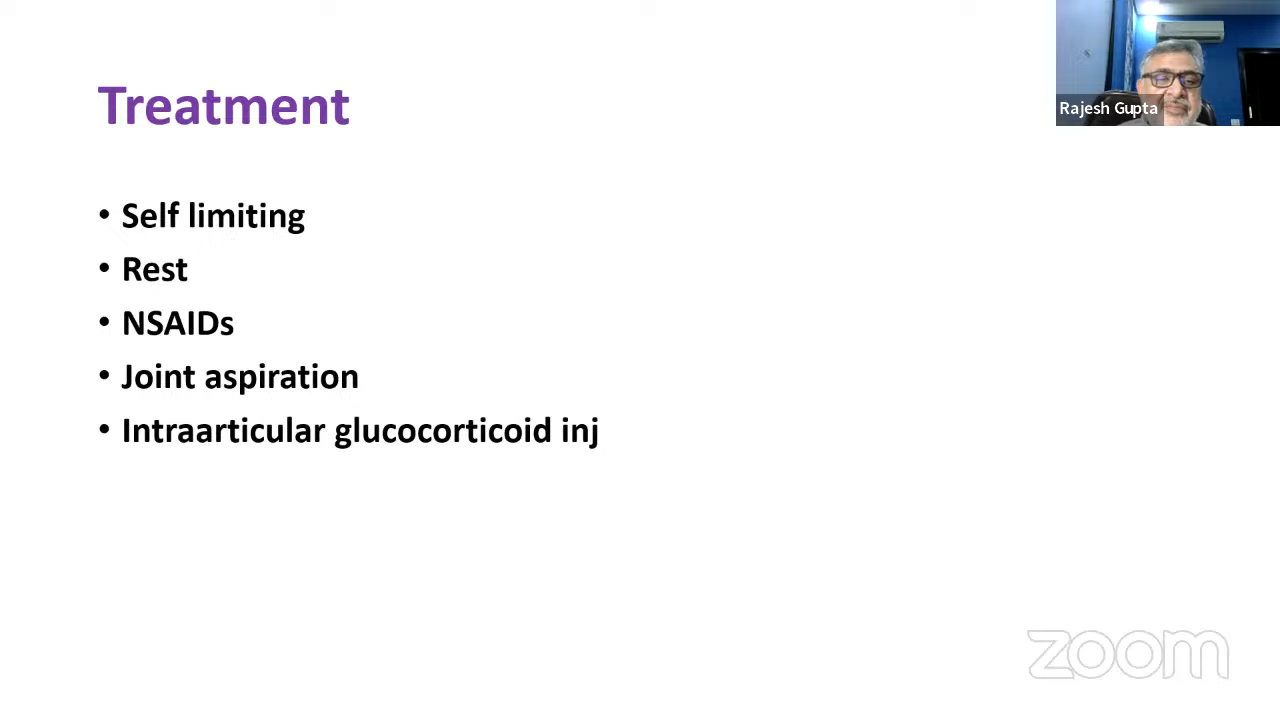 Treatment
Rajesh Gupta
• Self limiting
• Rest
• NSAIDs
• Joint aspiration
• Intraarticular glucocorticoid inj
zoom